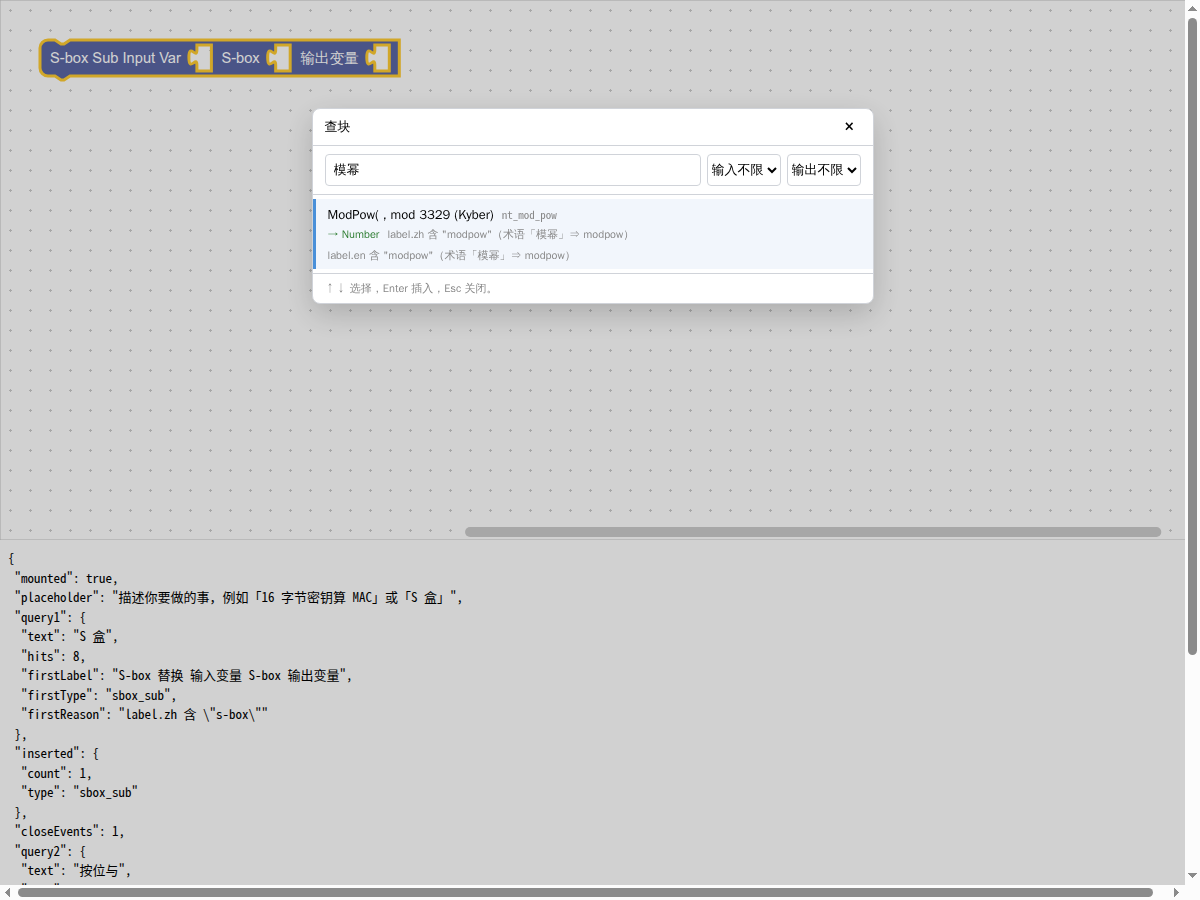 S-box Sub Input Var S-box 输出变量
查块 ×
模幂 输入不限 输出不限
ModPow( , mod 3329 (Kyber) nt_mod_pow
→ Number label.zh 含 "modpow"（术语「模幂」⇒ modpow）
label.en 含 "modpow"（术语「模幂」⇒ modpow）
↑ ↓ 选择，Enter 插入，Esc 关闭。
{
"mounted": true,
"placeholder": "描述你要做的事，例如「16 字节密钥算 MAC」或「S 盒」",
"query1": {
"text": "S 盒",
"hits": 8,
"firstLabel": "S-box 替换 输入变量 S-box 输出变量",
"firstType": "sbox_sub",
"firstReason": "label.zh 含 \"s-box\""
},
"inserted": {
"count": 1,
"type": "sbox_sub"
},
"closeEvents": 1,
"query2": {
"text": "按位与",